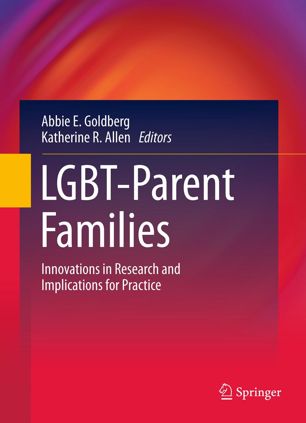 Abbie E. Goldberg
Katherine R. Allen Editors
LGBT-Parent
Families
Innovations in Research and
Implications for Practice
Springer